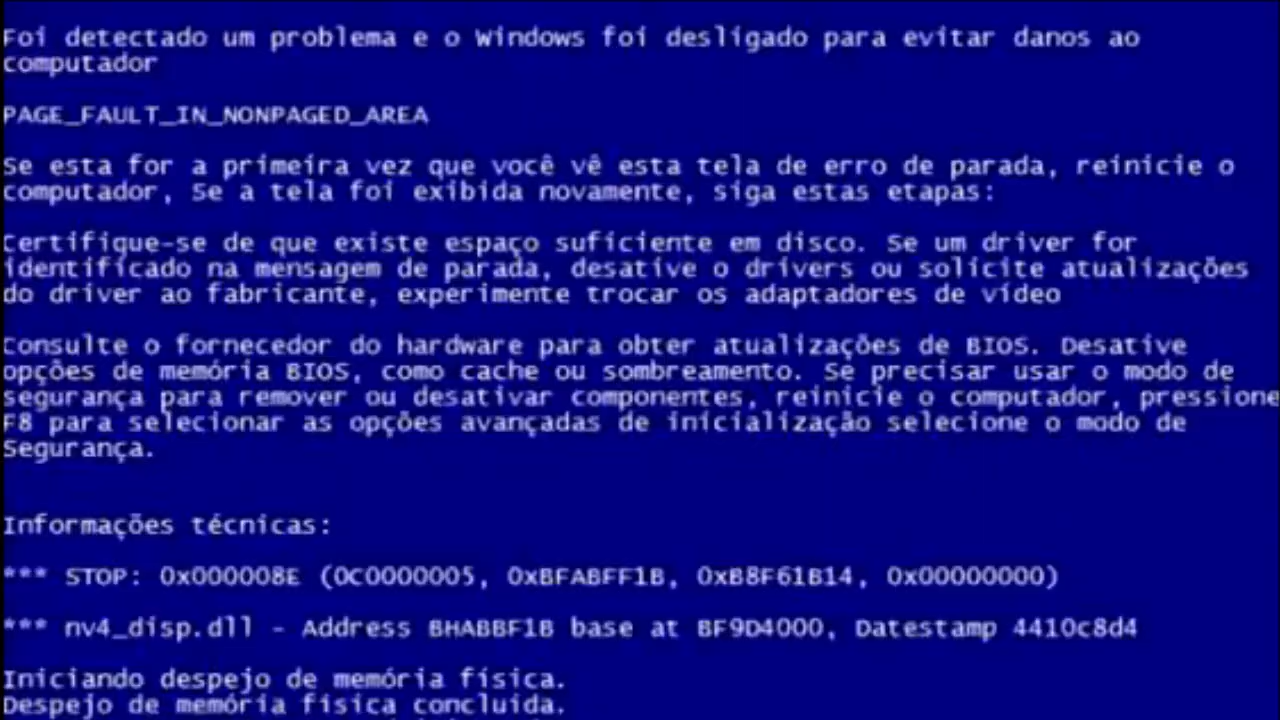 Foi detectado um problema e o Windows foi desligado para evitar danos ao
computador
PAGE_FAULT_IN_NONPAGED_AREA
Se esta for a primeira vez que você vê esta tela de erro de parada, reinicie o
computador, Se a tela foi exibida novamente, siga estas etapas:
Certifique-se de que existe espaço suficiente em disco. Se um driver for
identificado na mensagem de parada, desative o drivers ou solicite atualizações
do driver ao fabricante, experimente trocar os adaptadores de vídeo
Consulte o fornecedor do hardware para obter atualizações de BIOS. Desative
opções de memória BIOS, como cache ou sombreamento. Se precisar usar o modo de
segurança para remover ou desativar componentes, reinicie o computador, pressione
F8 para selecionar as opções avançadas de inicialização selecione o modo de
Segurança.
Informações técnicas:
*** STOP: 0x000008E (0C0000005, 0xBFABFF1B, 0xB8F61B14, 0x00000000)
*** nv4_disp.dll - Address BHABBF1B base at BF9D4000, Datestamp 4410c8d4
Iniciando despejo de memória física.
Despejo de memória física concluida.